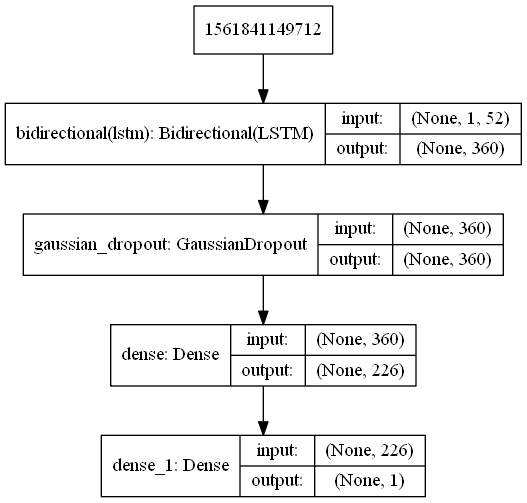 1561841149712
bidirectional(lstm): Bidirectional(LSTM)
input: (None, 1, 52)
output: (None, 360)
gaussian_dropout: GaussianDropout
input: (None, 360)
output: (None, 360)
dense: Dense
input: (None, 360)
output: (None, 226)
dense_1: Dense
input: (None, 226)
output: (None, 1)